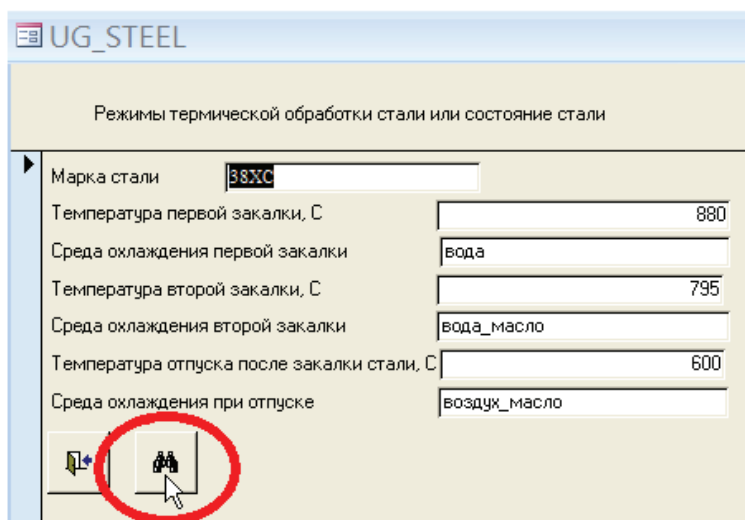 UG_STEEL
Режимы термической обработки стали или состояние стали
Марка стали 38ХС
Температура первой закалки, С 880
Среда охлаждения первой закалки вода
Температура второй закалки, С 795
Среда охлаждения второй закалки вода_масло
Температура отпуска после закалки стали, С 600
Среда охлаждения при отпуске воздух_масло